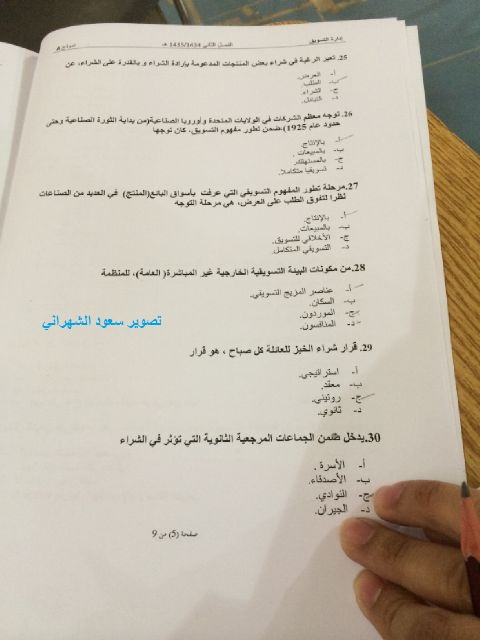 إدارة التسويق
الفصل الثاني 1435/1434 هـ
نموذج A
25. تعبر الرغبة في شراء بعض المنتجات المدعومة بإرادة الشراء و بالقدرة على الشراء، عن
أ- العرض.
ب- الطلب.
ج- الشراء.
د- التبادل.
26. توجه معظم الشركات في الولايات المتحدة وأوروبا الصناعية(من بداية الثورة الصناعية وحتى
حدود عام 1925)،ضمن تطور مفهوم التسويق، كان توجها
أ- بالإنتاج.
ب- بالمبيعات.
ج- بالمستهلك.
د- تسويقيا متكاملا.
27.مرحلة تطور المفهوم التسويقي التي عرفت بأسواق البائع(المنتج) في العديد من الصناعات
نظرا لتفوق الطلب على العرض، هي مرحلة التوجه
أ- بالإنتاج.
ب- بالمبيعات.
ج- الأخلاقي للتسويق.
د- التسويقي المتكامل.
28.من مكونات البيئة التسويقية الخارجية غير المباشرة( العامة)، للمنظمة
أ- عناصر المزيج التسويقي.
ب- السكان.
ج- الموردون.
د- المنافسون.
تصوير سعود الشهراني
29. قرار شراء الخبز للعائلة كل صباح ، هو قرار
أ- استراتيجي.
ب- معقد.
ج- روتيني.
د- ثانوي.
30.يدخل ظلمن الجماعات المرجعية الثانوية التي تؤثر في الشراء
أ- الأسرة .
ب- الأصدقاء.
ج- النوادي.
د- الجيران.
صفحة (5) من 9